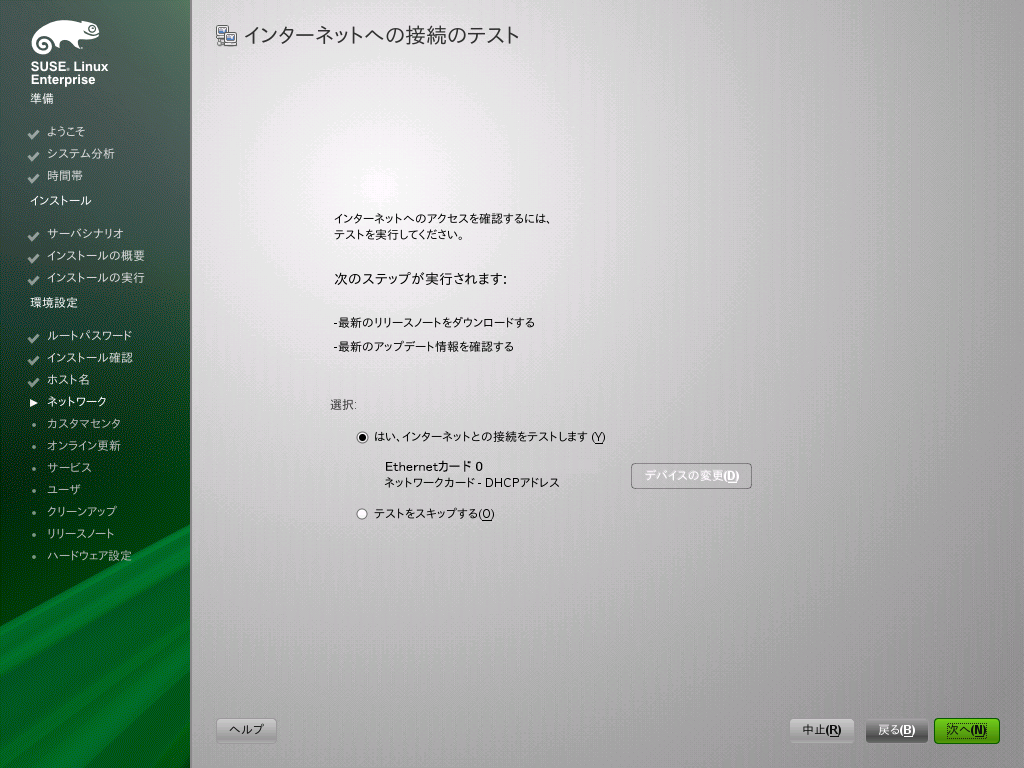 SUSE® Linux
Enterprise
準備
ようこそ
システム分析
時間帯
インストール
サーバシナリオ
インストールの概要
インストールの実行
環境設定
ルートパスワード
インストール確認
ホスト名
ネットワーク
カスタマセンタ
オンライン更新
サービス
ユーザ
クリーンアップ
リリースノート
ハードウェア設定
インターネットへの接続のテスト
インターネットへのアクセスを確認するには、
テストを実行してください。
次のステップが実行されます:
-最新のリリースノートをダウンロードする
-最新のアップデート情報を確認する
選択:
はい、インターネットとの接続をテストします (Y)
Ethernetカード 0
ネットワークカード - DHCPアドレス
デバイスの変更(D)
テストをスキップする(O)
ヘルプ
中止(R)
戻る(B)
次へ(N)